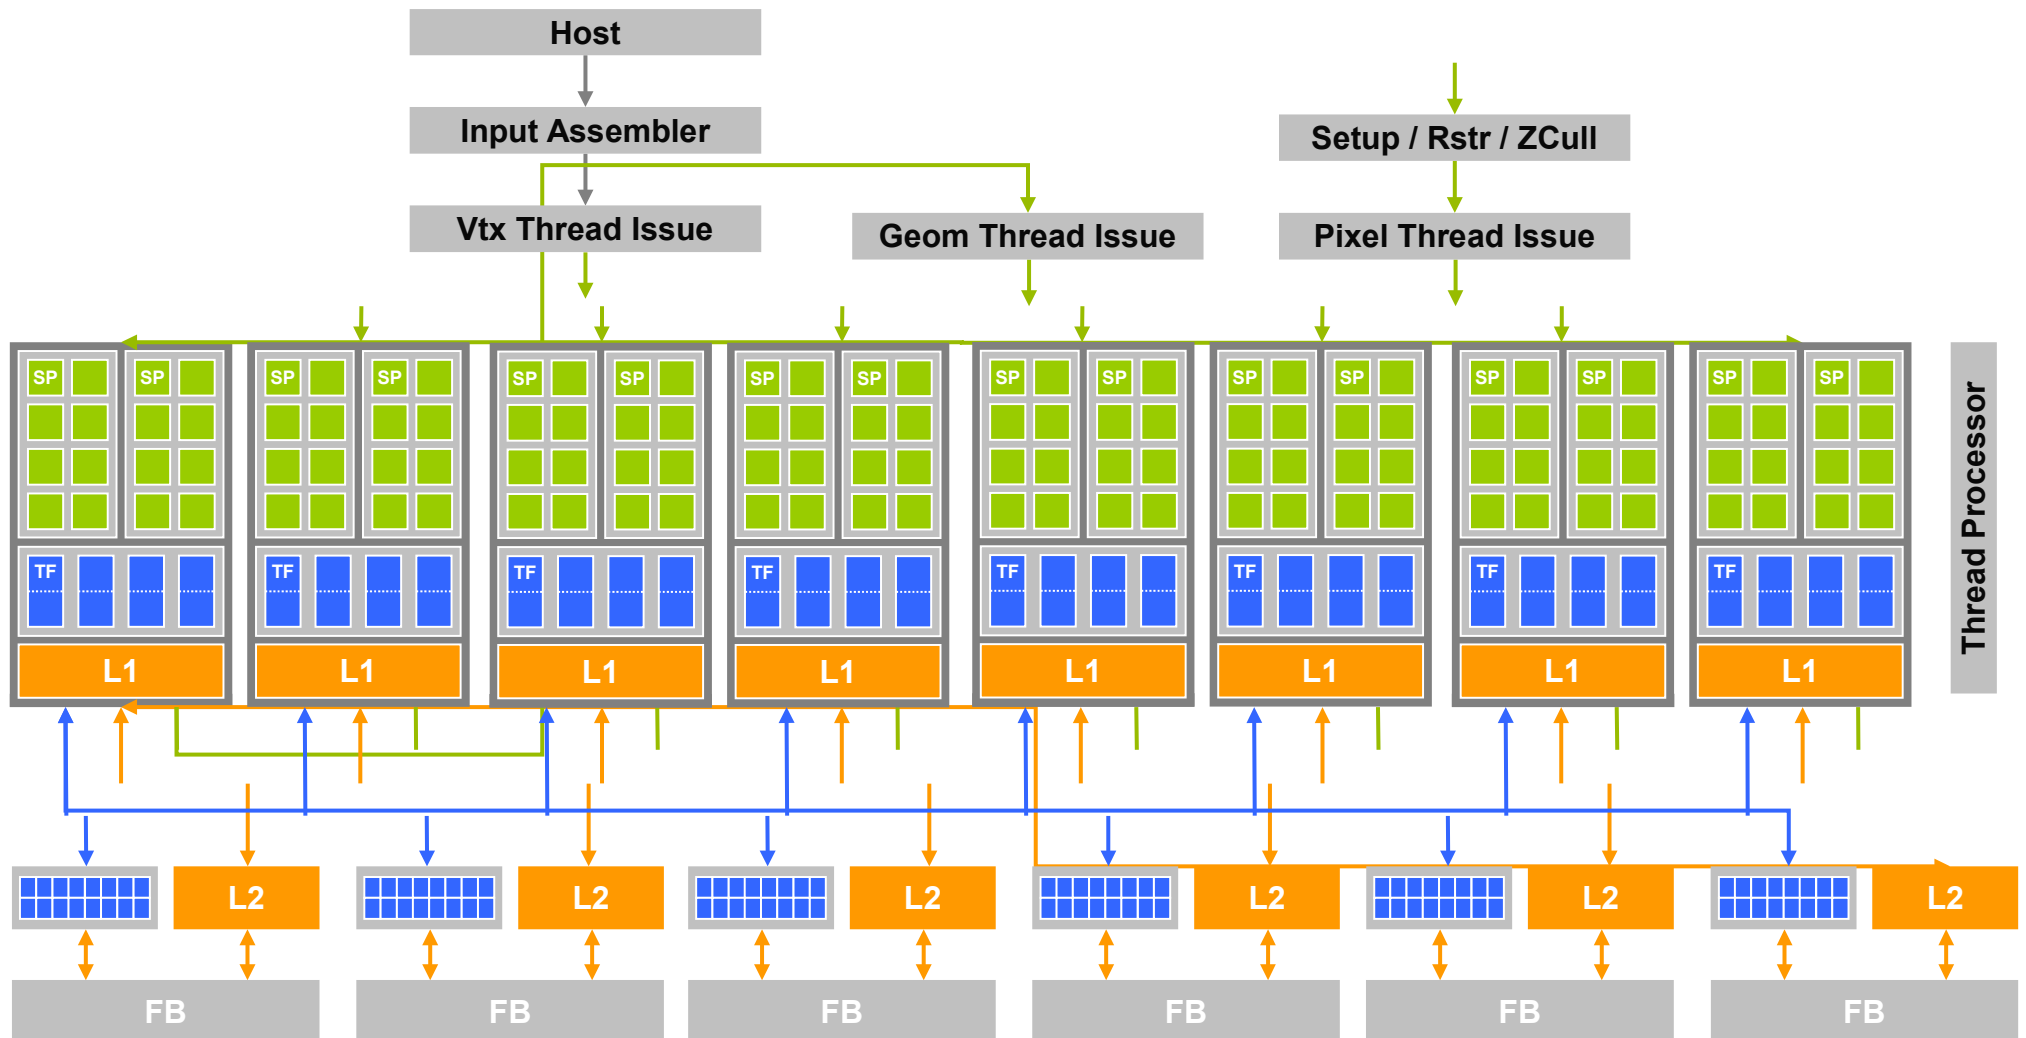 Host
Input Assembler
Setup / Rstr / ZCull
Vtx Thread Issue
Geom Thread Issue
Pixel Thread Issue
SP SP SP SP SP SP SP SP SP SP SP SP SP SP SP SP
TF TF TF TF TF TF TF TF
L1 L1 L1 L1 L1 L1 L1 L1
Thread Processor
L2 L2 L2 L2 L2 L2
FB FB FB FB FB FB